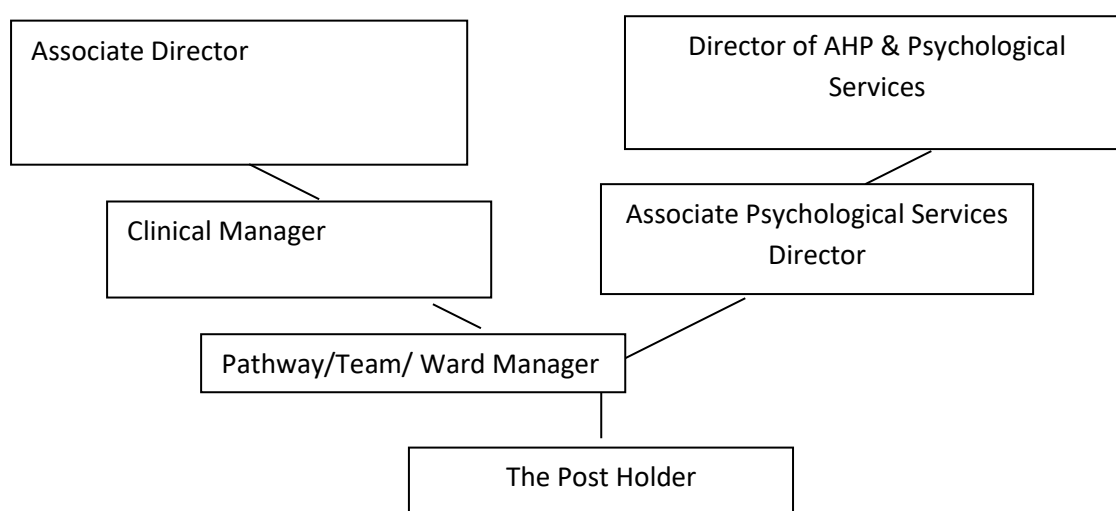 Associate Director
Director of AHP & Psychological
Services
Clinical Manager
Associate Psychological Services
Director
Pathway/Team/ Ward Manager
The Post Holder